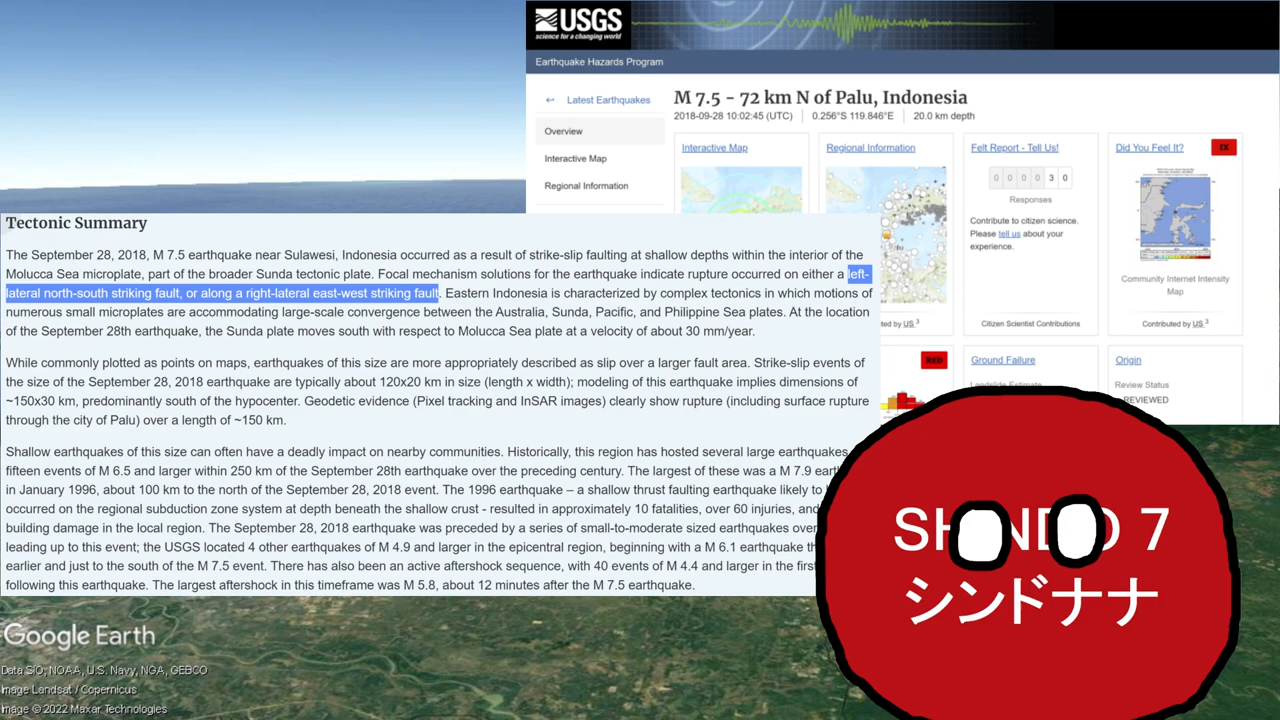 USGS
science for a changing world
Earthquake Hazards Program
Latest Earthquakes
Overview
Interactive Map
Regional Information
M 7.5 - 72 km N of Palu, Indonesia
2018-09-28 10:02:45 (UTC) 0.256°S 119.846°E 20.0 km depth
Interactive Map
Regional Information
Felt Report - Tell Us!
0 0 0 0 3 0
Responses
Contribute to citizen science.
Please tell us about your
experience.
Citizen Scientist Contributions
Did You Feel It?
IX
Community Internet Intensity
Map
Contributed by US 3
ted by US 3
RED
Ground Failure
Landslide Estimate
Origin
Review Status
REVIEWED
Tectonic Summary
The September 28, 2018, M 7.5 earthquake near Sulawesi, Indonesia occurred as a result of strike-slip faulting at shallow depths within the interior of the
Molucca Sea microplate, part of the broader Sunda tectonic plate. Focal mechanism solutions for the earthquake indicate rupture occurred on either a left-
lateral north-south striking fault, or along a right-lateral east-west striking fault. Eastern Indonesia is characterized by complex tectonics in which motions of
numerous small microplates are accommodating large-scale convergence between the Australia, Sunda, Pacific, and Philippine Sea plates. At the location
of the September 28th earthquake, the Sunda plate moves south with respect to Molucca Sea plate at a velocity of about 30 mm/year.
While commonly plotted as points on maps, earthquakes of this size are more appropriately described as slip over a larger fault area. Strike-slip events of
the size of the September 28, 2018 earthquake are typically about 120x20 km in size (length x width); modeling of this earthquake implies dimensions of
~150x30 km, predominantly south of the hypocenter. Geodetic evidence (Pixel tracking and InSAR images) clearly show rupture (including surface rupture
through the city of Palu) over a length of ~150 km.
Shallow earthquakes of this size can often have a deadly impact on nearby communities. Historically, this region has hosted several large earthquakes
fifteen events of M 6.5 and larger within 250 km of the September 28th earthquake over the preceding century. The largest of these was a M 7.9
in January 1996, about 100 km to the north of the September 28, 2018 event. The 1996 earthquake – a shallow thrust faulting earthquake likely to
occurred on the regional subduction zone system at depth beneath the shallow crust - resulted in approximately 10 fatalities, over 60 injuries, and
building damage in the local region. The September 28, 2018 earthquake was preceded by a series of small-to-moderate sized earthquakes over
leading up to this event; the USGS located 4 other earthquakes of M 4.9 and larger in the epicentral region, beginning with a M 6.1 earthquake
earlier and just to the south of the M 7.5 event. There has also been an active aftershock sequence, with 40 events of M 4.4 and larger in the first
following this earthquake. The largest aftershock in this timeframe was M 5.8, about 12 minutes after the M 7.5 earthquake.
SHINDO 7
シンドナナ
Google Earth
Data SIO, NOAA, U.S. Navy, NGA, GEBCO
Image Landsat / Copernicus
Image © 2022 Maxar Technologies